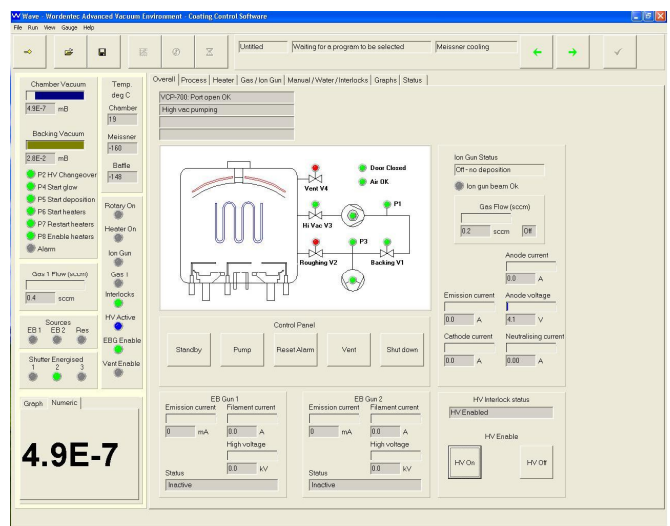 Wave - Wordentec Advanced Vacuum Environment - Coating Control Software
File Run View Gauge Help
Untitled
Waiting for a program to be selected
Meissner cooling
Chamber Vacuum
4.9E-7 mB
Backing Vacuum
2.8E-2 mB
P2 HV Changeover
P4 Start glow
P5 Start deposition
P6 Start heaters
P7 Restart heaters
P8 Enable heaters
Alarm
Gas 1 Flow (sccm)
0.4 sccm
Sources
EB 1 EB 2 Res
Shutter Energised
1 2 3
Graph Numeric
4.9E-7
Temp.
deg C
Chamber
19
Meissner
-160
Baffle
-148
Rotary On
Heater On
Ion Gun
Gas 1
Interlocks
HV Active
EBG Enable
Vent Enable
Overall Process Heater Gas / Ion Gun Manual / Water / Interlocks Graphs Status
VCP-700: Port open OK
High vac pumping
Vent V4
Door Closed
Air OK
Hi Vac V3
P1
Roughing V2
P3
Backing V1
Control Panel
Standby
Pump
Reset Alarm
Vent
Shut down
EB Gun 1
Emission current Filament current
0 mA 0.0 A
High voltage
0.0 kV
Status
Inactive
EB Gun 2
Emission current Filament current
0 mA 0.0 A
High voltage
0.0 kV
Status
Inactive
Ion Gun Status
Off - no deposition
Ion gun beam Ok
Gas Flow (sccm)
0.2 sccm Off
Anode current
0.0 A
Emission current Anode voltage
0.0 A 4.1 V
Cathode current Neutralising current
0.0 A 0.00 A
HV Interlock status
HV Enabled
HV Enable
HV On
HV Off